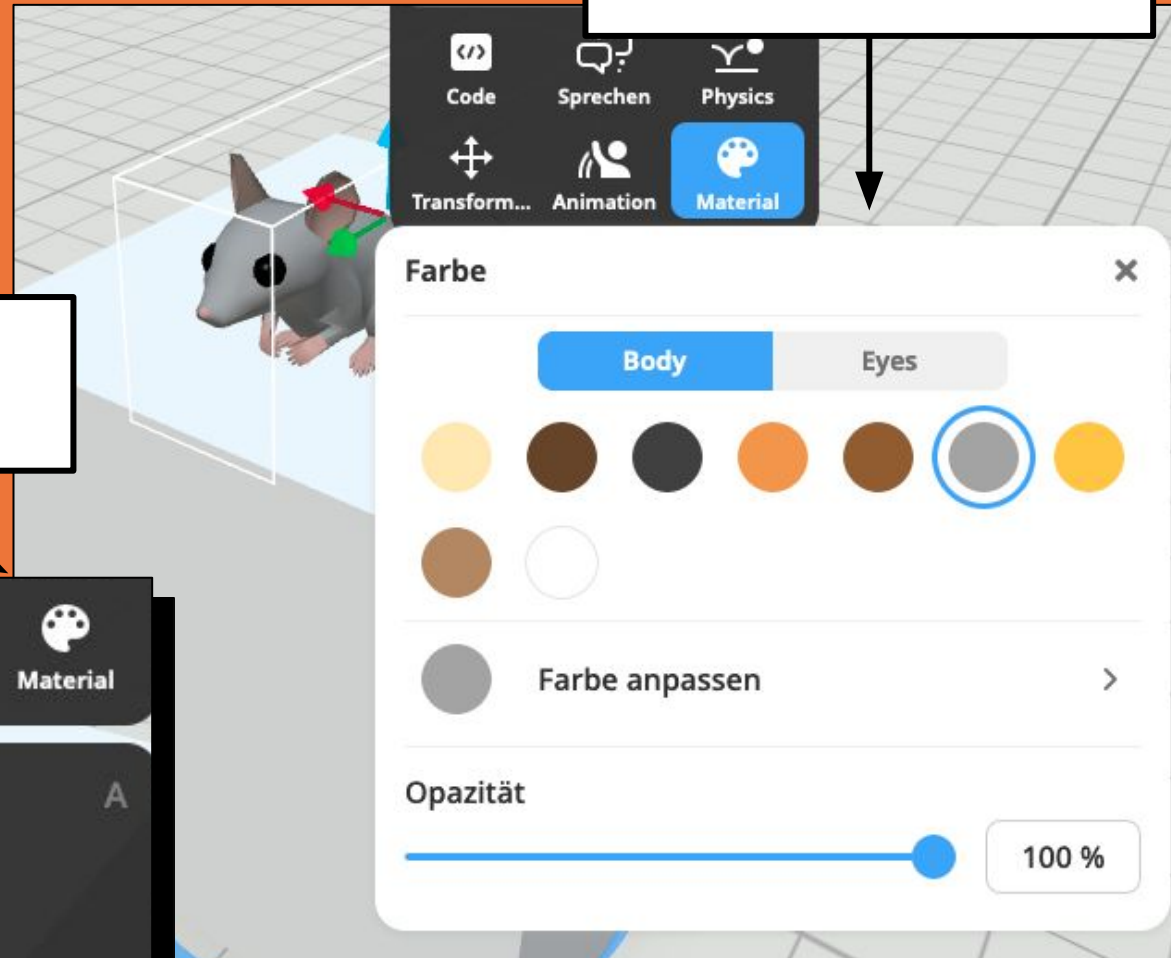 Code Sprechen Physics
Transform... Animation Material
Farbe
Body Eyes
Material
Farbe anpassen
A
Opazität
100 %